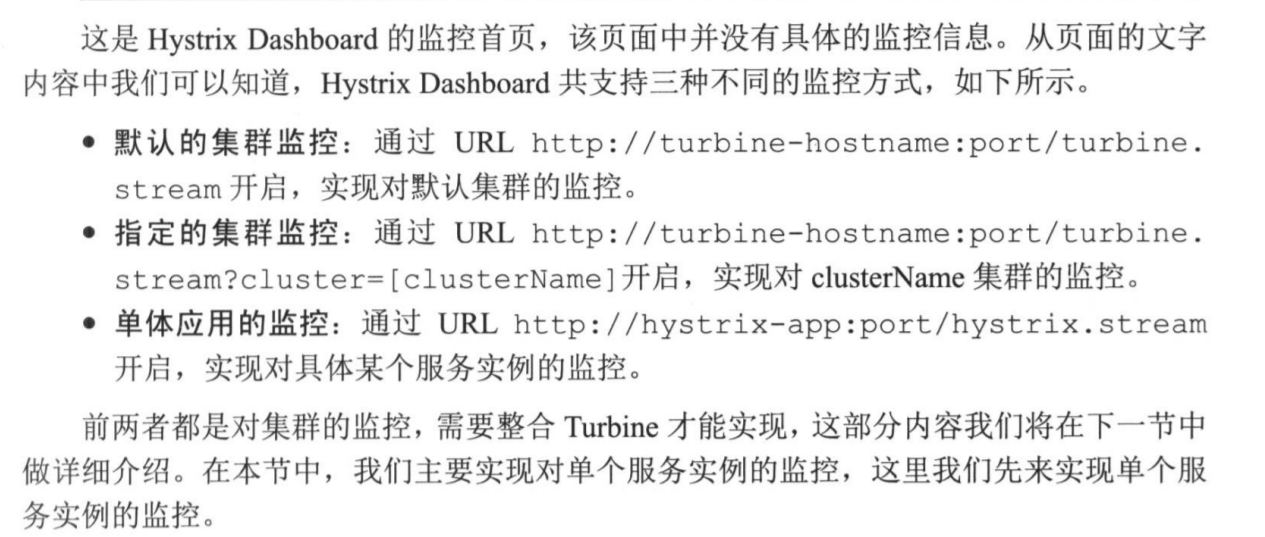 这是 Hystrix Dashboard 的监控首页，该页面中并没有具体的监控信息。从页面的文字
内容中我们可以知道，Hystrix Dashboard 共支持三种不同的监控方式，如下所示。
● 默认的集群监控：通过 URL http://turbine-hostname:port/turbine.
stream 开启，实现对默认集群的监控。
● 指定的集群监控：通过 URL http://turbine-hostname:port/turbine.
stream?cluster=[clusterName]开启，实现对 clusterName 集群的监控。
● 单体应用的监控：通过 URL http://hystrix-app:port/hystrix.stream
开启，实现对具体某个服务实例的监控。
前两者都是对集群的监控，需要整合 Turbine 才能实现，这部分内容我们将在下一节中
做详细介绍。在本节中，我们主要实现对单个服务实例的监控，这里我们先来实现单个服
务实例的监控。